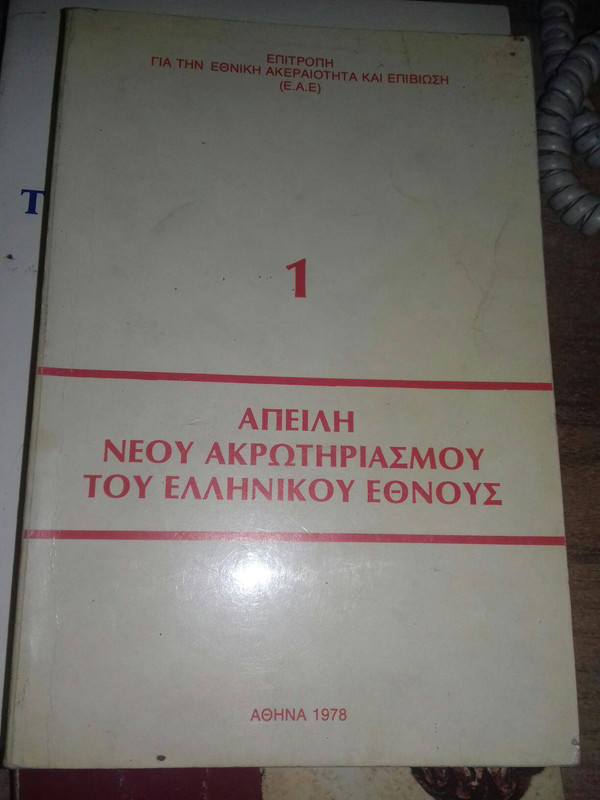 ΕΠΙΤΡΟΠΗ
ΓΙΑ ΤΗΝ ΕΘΝΙΚΗ ΑΚΕΡΑΙΟΤΗΤΑ ΚΑΙ ΕΠΙΒΙΩΣΗ
(Ε.Α.Ε)
1
ΑΠΕΙΛΗ
ΝΕΟΥ ΑΚΡΩΤΗΡΙΑΣΜΟΥ
ΤΟΥ ΕΛΛΗΝΙΚΟΥ ΕΘΝΟΥΣ
ΑΘΗΝΑ 1978
Τ